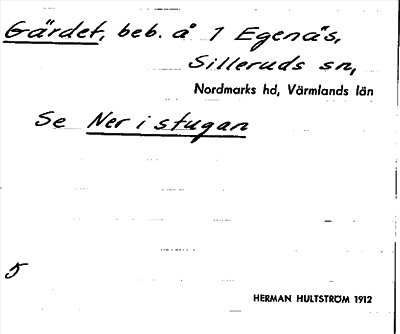 Gärdet, beb. å 1 Egenäs,
Silleruds sn,
Nordmarks hd, Värmlands län
Se Ner i stugan
5
HERMAN HULTSTRÖM 1912